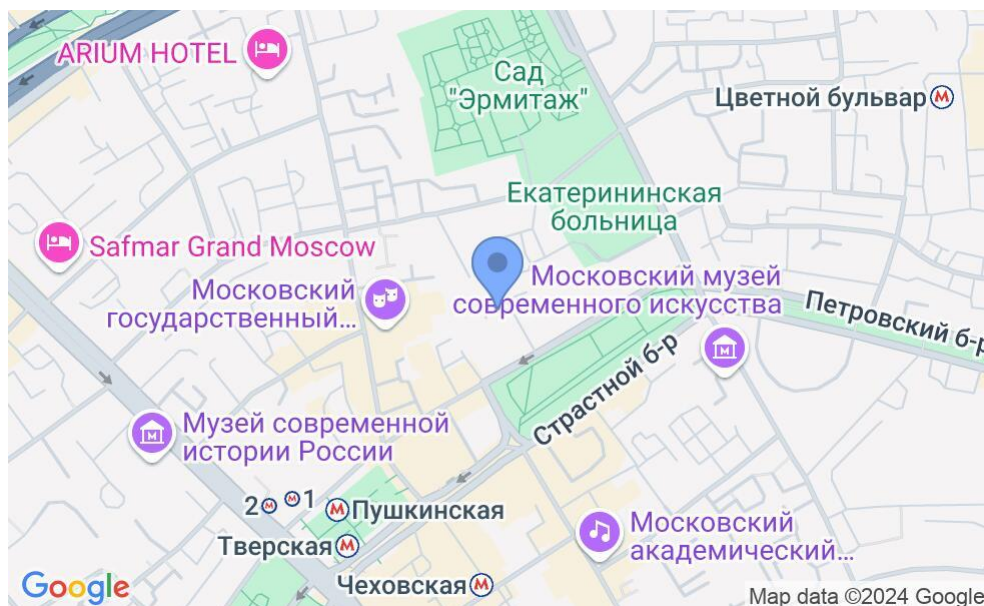 ARIUM HOTEL
Сад
"Эрмитаж"
Цветной бульвар
Екатерининская
больница
Safmar Grand Moscow
Московский
государственный...
Московский музей
современного искусства
Петровский б-р
Страстной б-р
Музей современной
истории России
2 1
Пушкинская
Тверская
Московский
академический...
Чеховская
Google
Map data ©2024 Google